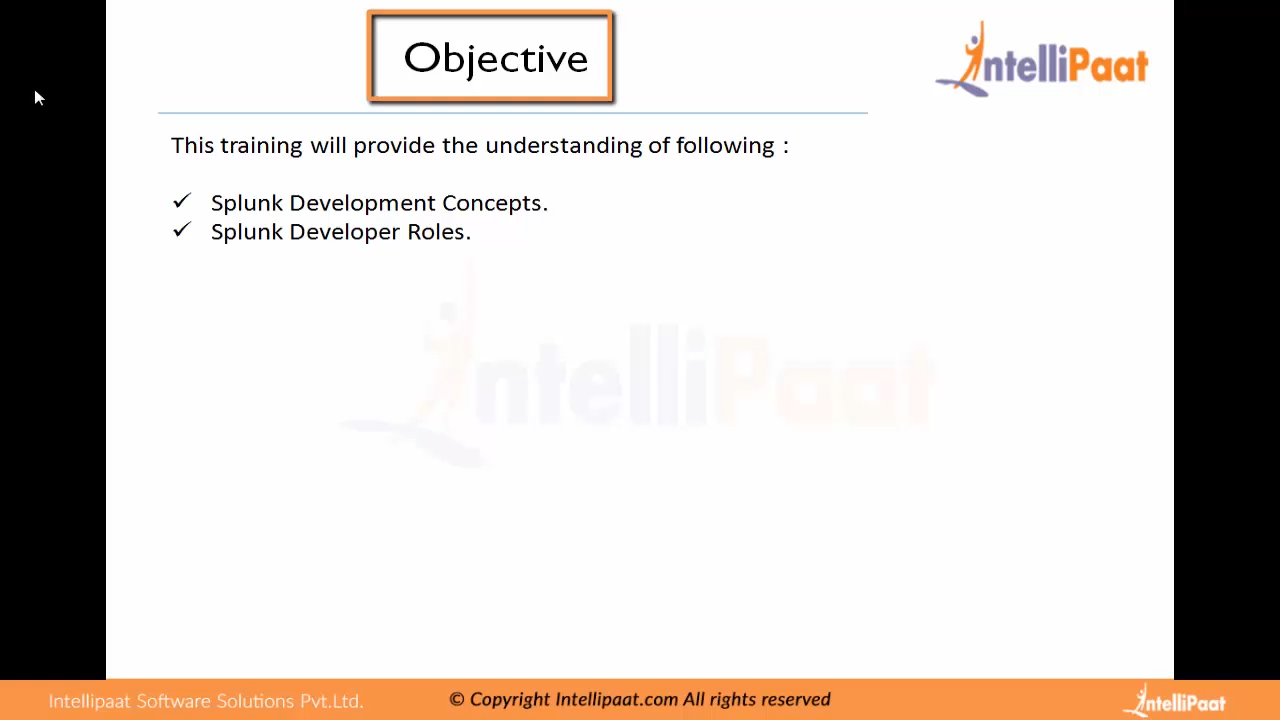 Objective
IntelliPaat
This training will provide the understanding of following :
✓ Splunk Development Concepts.
✓ Splunk Developer Roles.
IntelliPaat
Intellipaat Software Solutions Pvt.Ltd.
© Copyright Intellipaat.com All rights reserved
IntelliPaat